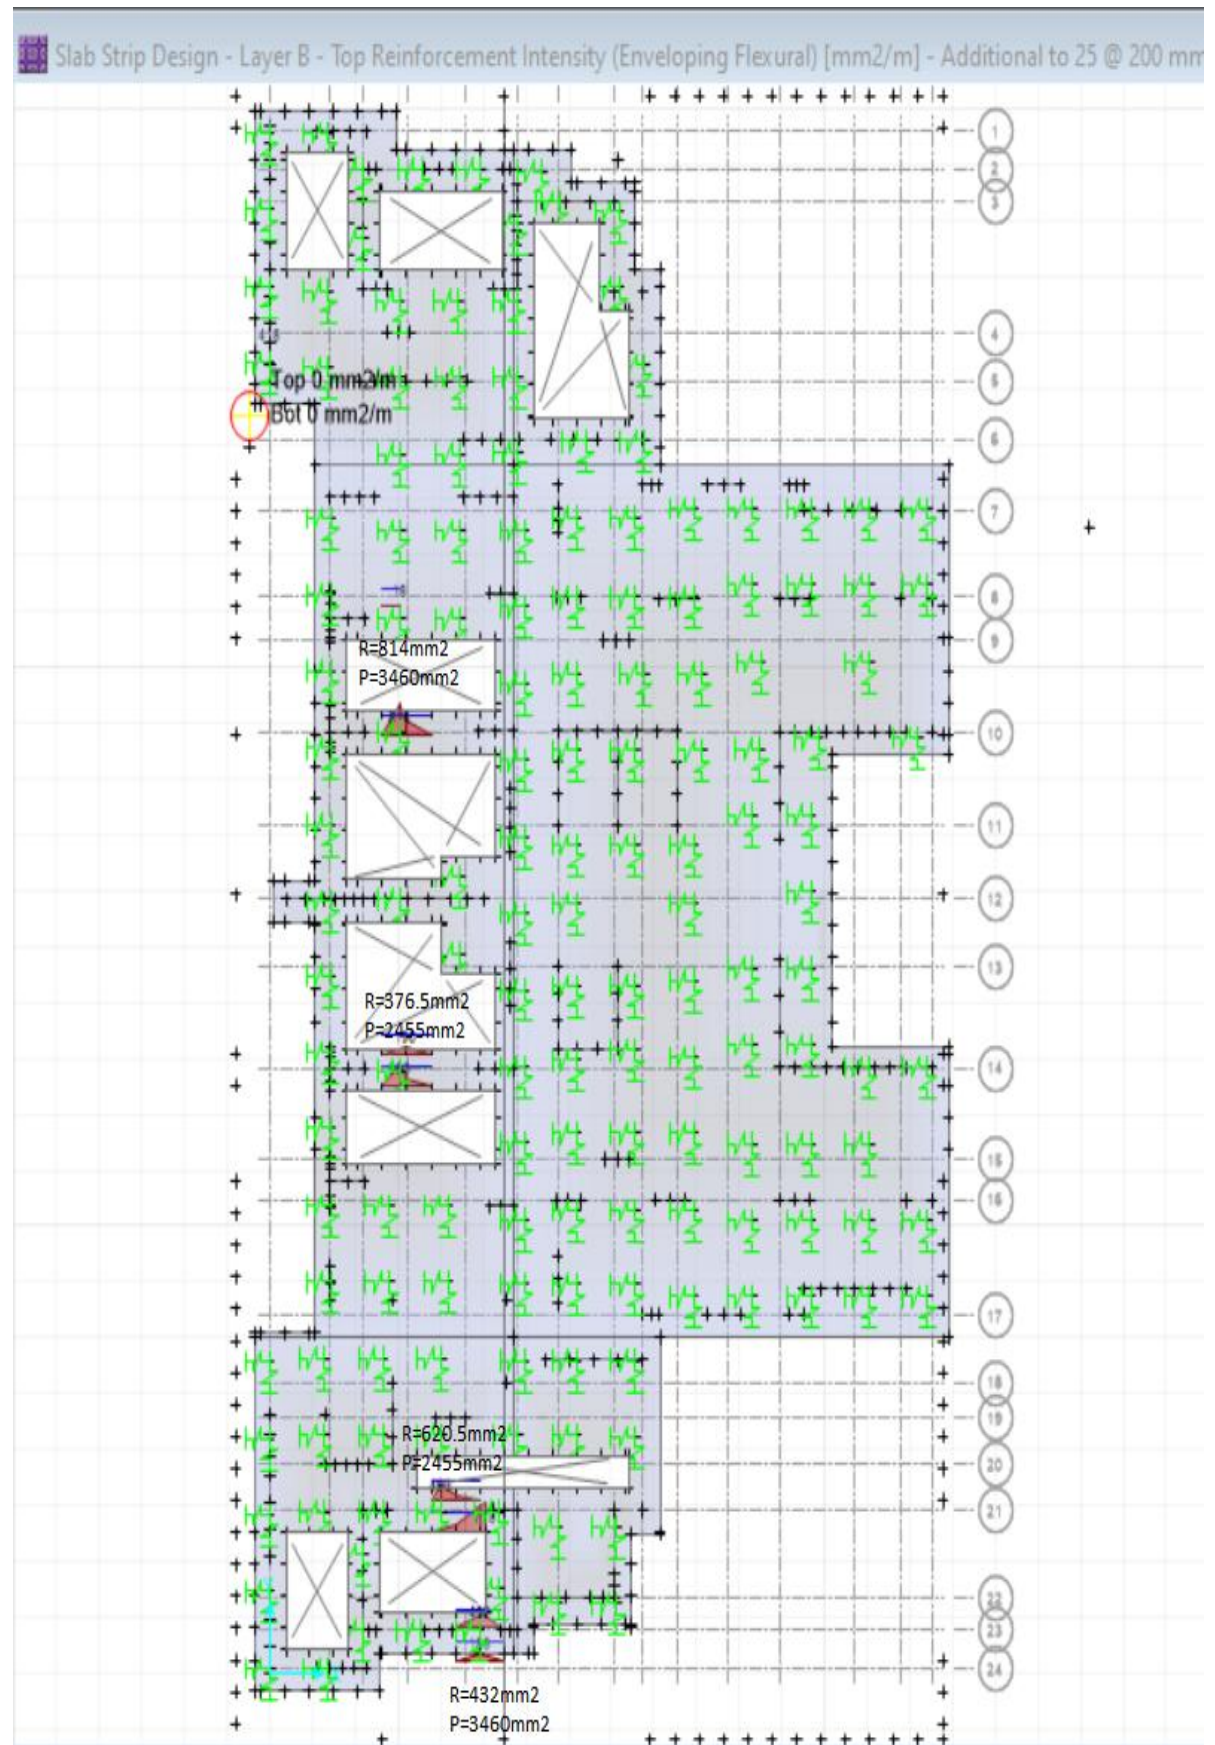 Slab Strip Design - Layer B - Top Reinforcement Intensity (Enveloping Flexural) [mm2/m] - Additional to 25 @ 200 mm
1
2
3
4
5
Top 0 mm2/m
Bot 0 mm2/m
6
7
8
9
R=814mm2
P=3460mm2
10
11
12
13
R=376.5mm2
P=2455mm2
14
15
16
17
18
19
R=620.5mm2
P=2455mm2
20
21
22
23
24
R=432mm2
P=3460mm2